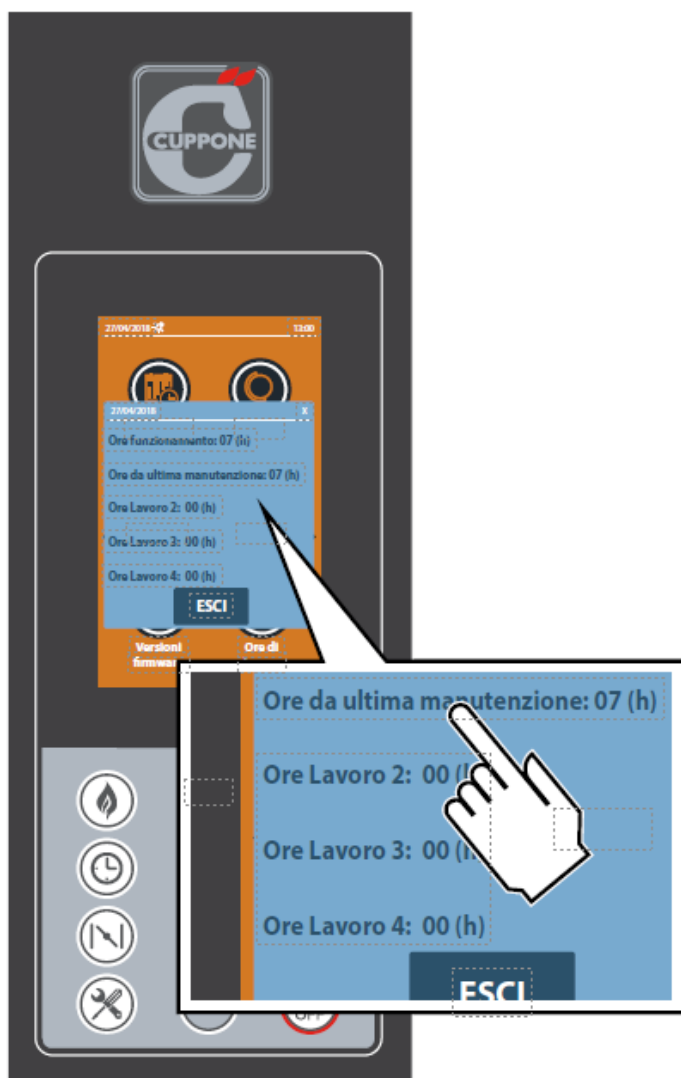 CUPPONE
27/04/2018 13:00
27/04/2018 X
Ore funzionamento: 07 (h)
Ore da ultima manutenzione: 07 (h)
Ore Lavoro 2: 00 (h)
Ore Lavoro 3: 00 (h)
Ore Lavoro 4: 00 (h)
ESCI
Versioni
Ore di
Ore da ultima manutenzione: 07 (h)
Ore Lavoro 2: 00
Ore Lavoro 3: 00
Ore Lavoro 4: 00 (h)
ESCI
OFF